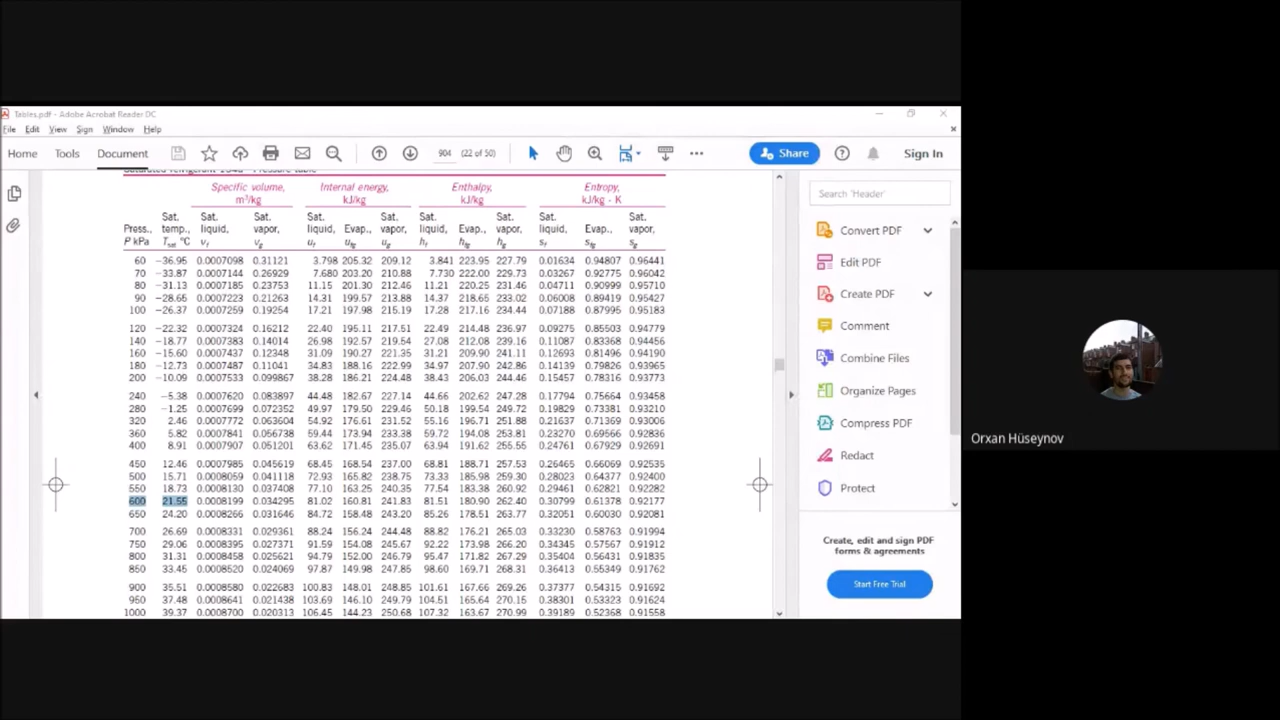 Tables.pdf - Adobe Acrobat Reader DC
File Edit View Sign Window Help
Home Tools Document 904 (22 of 50) Share Sign In
Specific volume, Internal energy, Enthalpy, Entropy,
m³/kg kJ/kg kJ/kg kJ/kg · K
Sat. Sat. Sat. Sat. Sat. Sat. Sat. Sat. Sat.
Press., temp., liquid, vapor, liquid, Evap., vapor, liquid, Evap., vapor, liquid, Evap., vapor,
P kPa Tsat °C vf vg uf ufg ug hf hfg hg sf sfg sg
60 −36.95 0.0007098 0.31121 3.798 205.32 209.12 3.841 223.95 227.79 0.01634 0.94807 0.96441
70 −33.87 0.0007144 0.26929 7.680 203.20 210.88 7.730 222.00 229.73 0.03267 0.92775 0.96042
80 −31.13 0.0007185 0.23753 11.15 201.30 212.46 11.21 220.25 231.46 0.04711 0.90999 0.95710
90 −28.65 0.0007223 0.21263 14.31 199.57 213.88 14.37 218.65 233.02 0.06008 0.89419 0.95427
100 −26.37 0.0007259 0.19254 17.21 197.98 215.19 17.28 217.16 234.44 0.07188 0.87995 0.95183
120 −22.32 0.0007324 0.16212 22.40 195.11 217.51 22.49 214.48 236.97 0.09275 0.85503 0.94779
140 −18.77 0.0007383 0.14014 26.98 192.57 219.54 27.08 212.08 239.16 0.11087 0.83368 0.94456
160 −15.60 0.0007437 0.12348 31.09 190.27 221.35 31.21 209.90 241.11 0.12693 0.81496 0.94190
180 −12.73 0.0007487 0.11041 34.83 188.16 222.99 34.97 207.90 242.86 0.14139 0.79826 0.93965
200 −10.09 0.0007533 0.099867 38.28 186.21 224.48 38.43 206.03 244.46 0.15457 0.78316 0.93773
240 −5.38 0.0007620 0.083897 44.48 182.67 227.14 44.66 202.62 247.28 0.17794 0.75664 0.93458
280 −1.25 0.0007699 0.072352 49.97 179.50 229.46 50.18 199.54 249.72 0.19829 0.73381 0.93210
320 2.46 0.0007772 0.063604 54.92 176.61 231.52 55.16 196.71 251.88 0.21637 0.71369 0.93006
360 5.82 0.0007841 0.056738 59.44 173.94 233.38 59.72 194.08 253.81 0.23270 0.69566 0.92836
400 8.91 0.0007907 0.051201 63.62 171.45 235.07 63.94 191.62 255.55 0.24761 0.67929 0.92691
450 12.46 0.0007985 0.045619 68.45 168.54 237.00 68.81 188.71 257.53 0.26465 0.66069 0.92535
500 15.71 0.0008059 0.041118 72.93 165.82 238.75 73.33 185.98 259.30 0.28023 0.64377 0.92400
550 18.73 0.0008130 0.037408 77.10 163.25 240.35 77.54 183.38 260.92 0.29461 0.62821 0.92282
600 21.55 0.0008199 0.034295 81.02 160.81 241.83 81.51 180.90 262.40 0.30799 0.61378 0.92177
650 24.20 0.0008266 0.031646 84.72 158.48 243.20 85.26 178.51 263.77 0.32051 0.60030 0.92081
700 26.69 0.0008331 0.029361 88.24 156.24 244.48 88.82 176.21 265.03 0.33230 0.58763 0.91994
750 29.06 0.0008395 0.027371 91.59 154.08 245.67 92.22 173.98 266.20 0.34345 0.57567 0.91912
800 31.31 0.0008458 0.025621 94.79 152.00 246.79 95.47 171.82 267.29 0.35404 0.56431 0.91835
850 33.45 0.0008520 0.024069 97.87 149.98 247.85 98.60 169.71 268.31 0.36413 0.55349 0.91762
900 35.51 0.0008580 0.022683 100.83 148.01 248.85 101.61 167.66 269.26 0.37377 0.54315 0.91692
950 37.48 0.0008641 0.021438 103.69 146.10 249.79 104.51 165.64 270.15 0.38301 0.53323 0.91624
1000 39.37 0.0008700 0.020313 106.45 144.23 250.68 107.32 163.67 270.99 0.39189 0.52368 0.91558
Search 'Header'
Convert PDF
Edit PDF
Create PDF
Comment
Combine Files
Organize Pages
Compress PDF
Redact
Protect
Create, edit and sign PDF
forms & agreements
Start Free Trial
Orxan Hüseynov